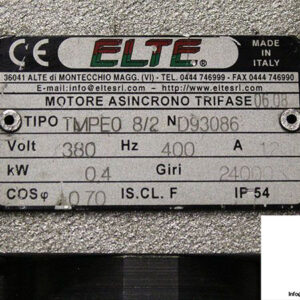 CE ELTE ® MADE IN ITALY
36041 ALTE di MONTECCHIO MAGG. (VI) - TEL. 0444 746999 - FAX 0444 746990
E-mail:info@eltesrl.com - http://www.eltesrl.com
MOTORE ASINCRONO TRIFASE 06.08
TIPO TMPE0 8/2 N D93086
Volt 380 Hz 400 A
kW 0.4 Giri 24000
COSφ 0.70 IS.CL. F IP 54